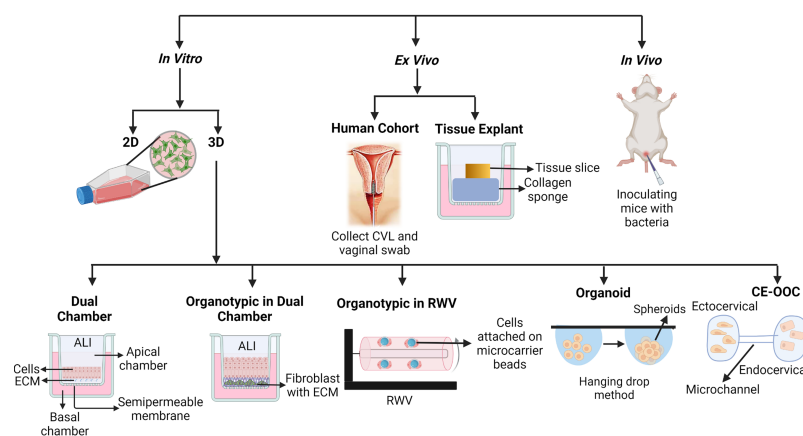 In Vitro
Ex Vivo
In Vivo
2D
3D
Human Cohort
Tissue Explant
Tissue slice
Collagen
sponge
Collect CVL and
vaginal swab
Inoculating
mice with
bacteria
Dual
Chamber
ALI
Apical
chamber
Cells
ECM
Semipermeable
membrane
Basal
chamber
Organotypic in Dual
Chamber
ALI
Fibroblast
with ECM
Organotypic in RWV
Cells
attached on
microcarrier
beads
RWV
Organoid
Spheroids
Hanging drop
method
CE-OOC
Ectocervical
Endocervical
Microchannel